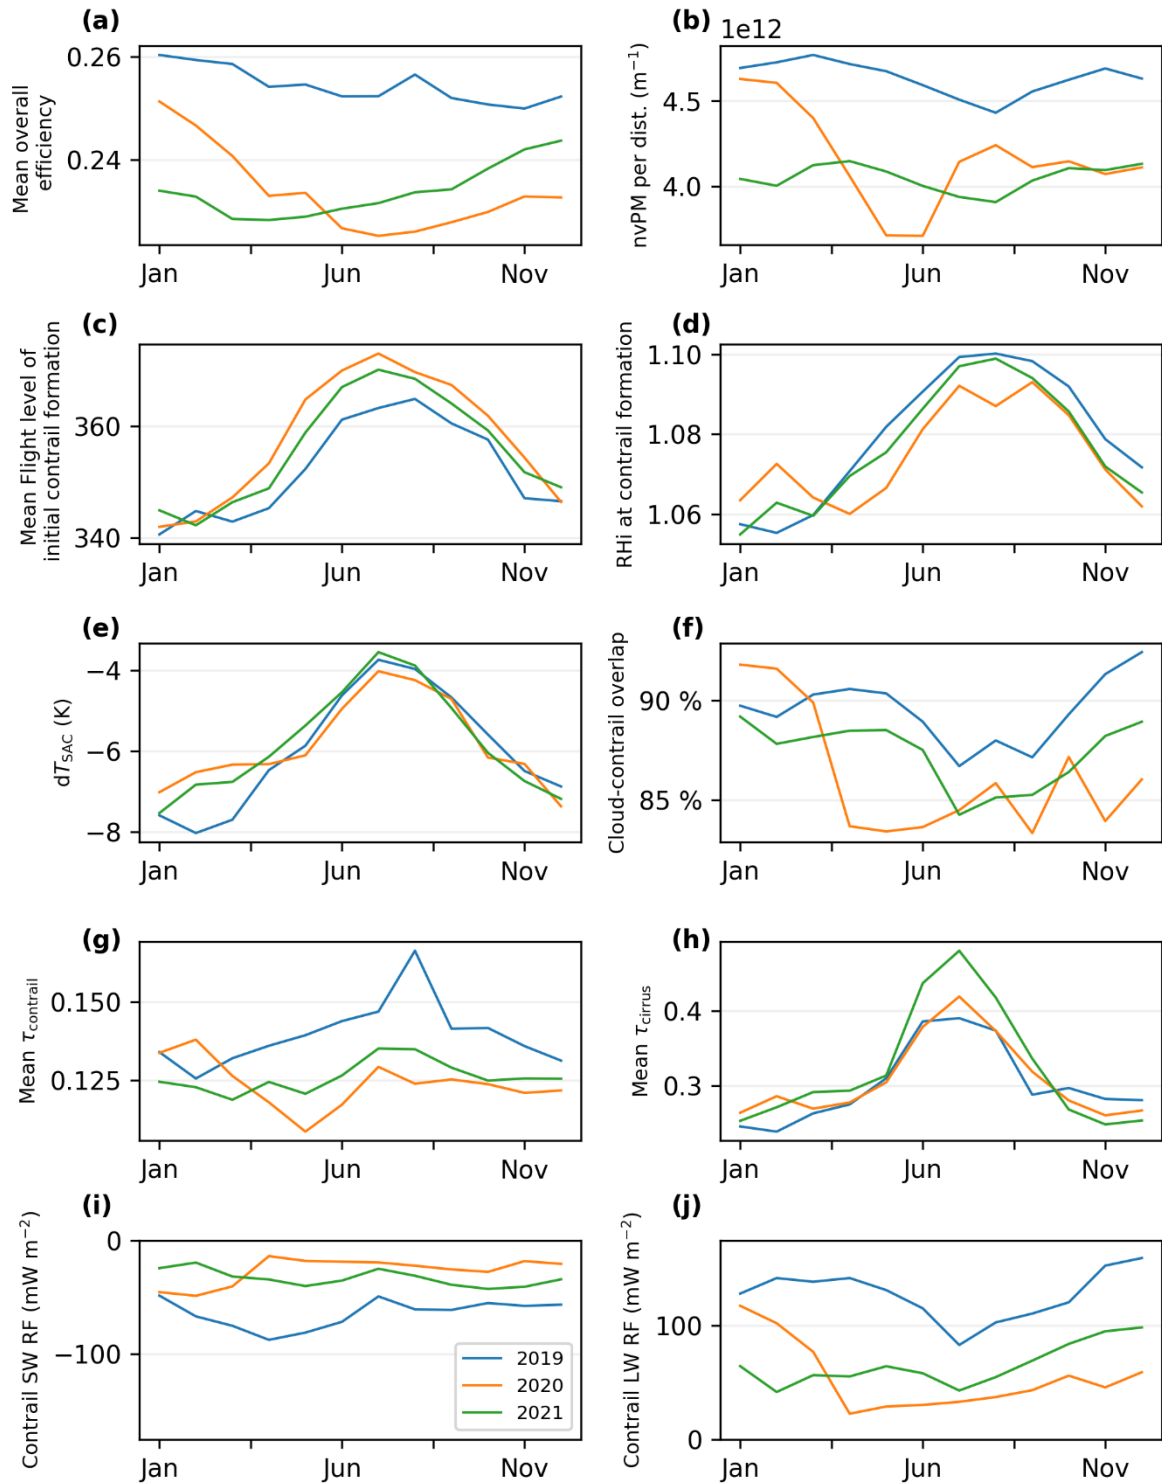 (a)
0.26
0.24
Mean overall
efficiency
Jan
Jun
Nov
(b)
1e12
4.5
4.0
nvPM per dist. (m⁻¹)
Jan
Jun
Nov
(c)
360
340
Mean Flight level of
initial contrail formation
Jan
Jun
Nov
(d)
1.10
1.08
1.06
RHi at contrail formation
Jan
Jun
Nov
(e)
−4
−6
−8
dT_SAC (K)
Jan
Jun
Nov
(f)
90 %
85 %
Cloud-contrail overlap
Jan
Jun
Nov
(g)
0.150
0.125
Mean τ_contrail
Jan
Jun
Nov
(h)
0.4
0.3
Mean τ_cirrus
Jan
Jun
Nov
(i)
0
−100
Contrail SW RF (mW m⁻²)
2019
2020
2021
Jan
Jun
Nov
(j)
100
0
Contrail LW RF (mW m⁻²)
Jan
Jun
Nov